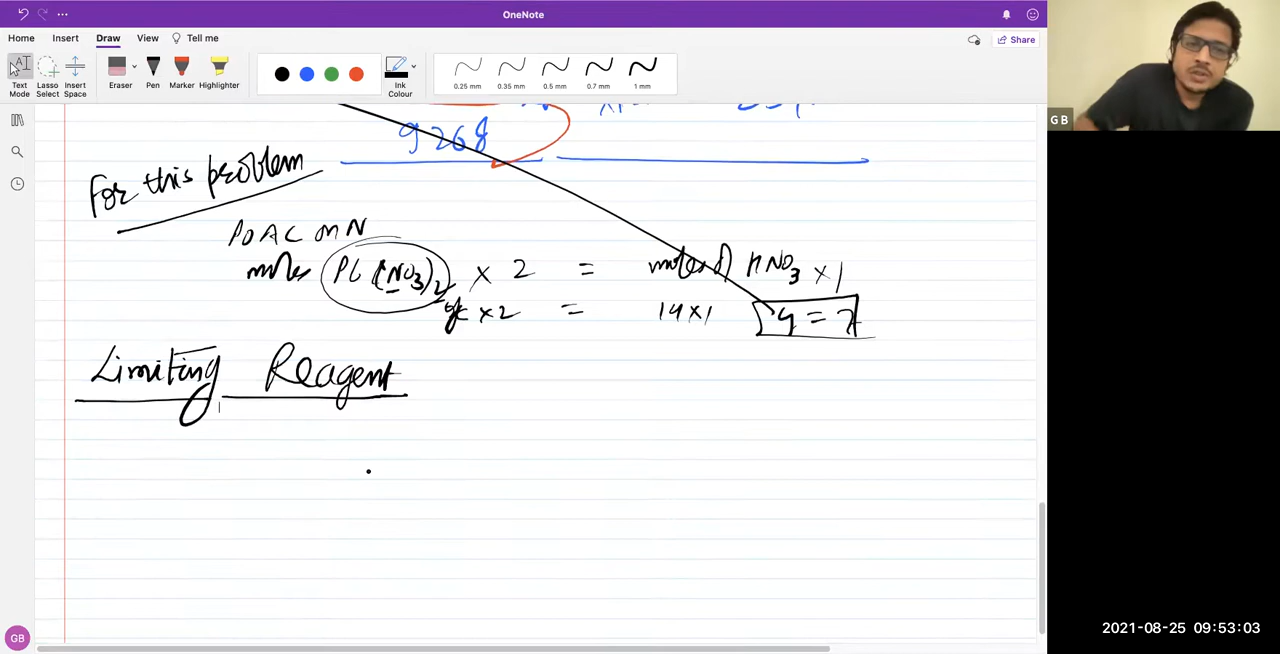 OneNote
Home Insert Draw View Tell me
Share
Text Mode
Lasso Select
Insert Space
Eraser
Pen
Marker
Highlighter
Ink Colour
0.25 mm
0.35 mm
0.5 mm
0.7 mm
1 mm
G B
926g
For this problem
POAC on N
moles Pb(NO3)2 × 2 = moles of HNO3 × 1
× 2 = 14×1 y = 7
Limiting Reagent
GB
2021-08-25 09:53:03